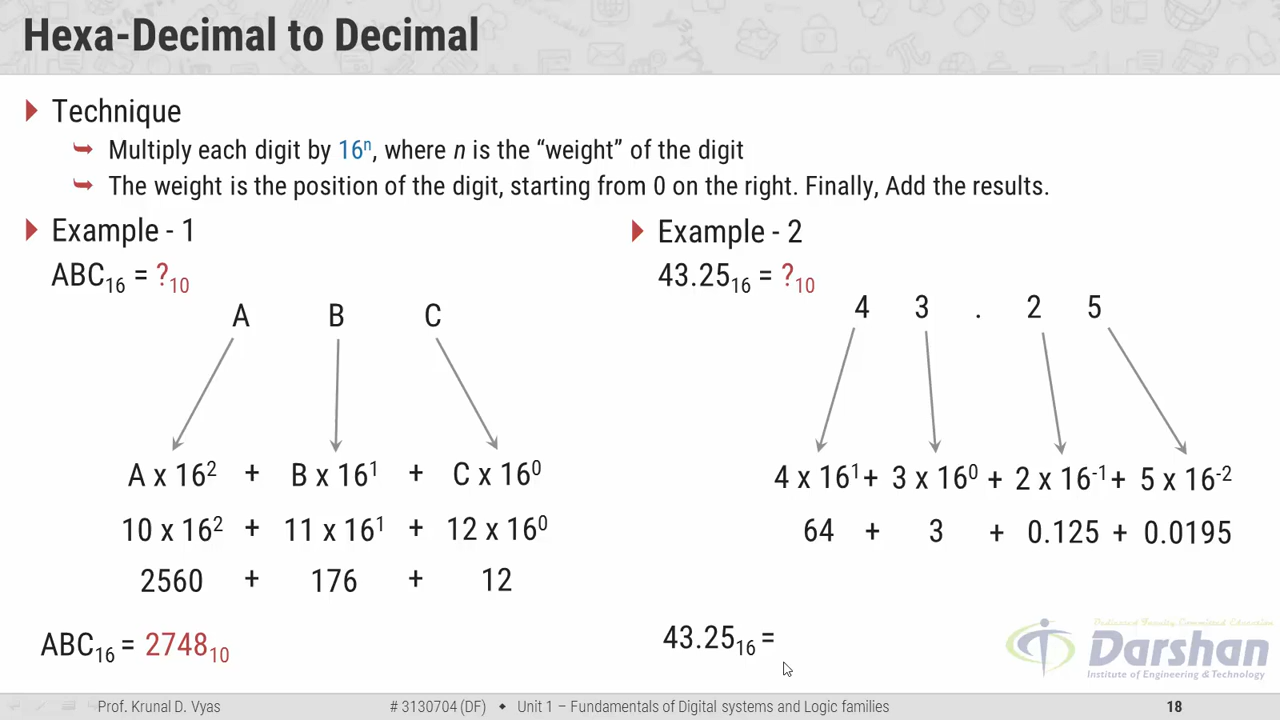 Hexa-Decimal to Decimal
Technique
Multiply each digit by 16ⁿ, where n is the “weight” of the digit
The weight is the position of the digit, starting from 0 on the right. Finally, Add the results.
Example - 1
ABC₁₆ = ?₁₀
A B C
A x 16² + B x 16¹ + C x 16⁰
10 x 16² + 11 x 16¹ + 12 x 16⁰
2560 + 176 + 12
ABC₁₆ = 2748₁₀
Example - 2
43.25₁₆ = ?₁₀
4 3 . 2 5
4 x 16¹ + 3 x 16⁰ + 2 x 16⁻¹ + 5 x 16⁻²
64 + 3 + 0.125 + 0.0195
43.25₁₆ =
Dedicated Faculty Committed Education
Darshan
Institute of Engineering & Technology
Prof. Krunal D. Vyas # 3130704 (DF) ◆ Unit 1 – Fundamentals of Digital systems and Logic families 18